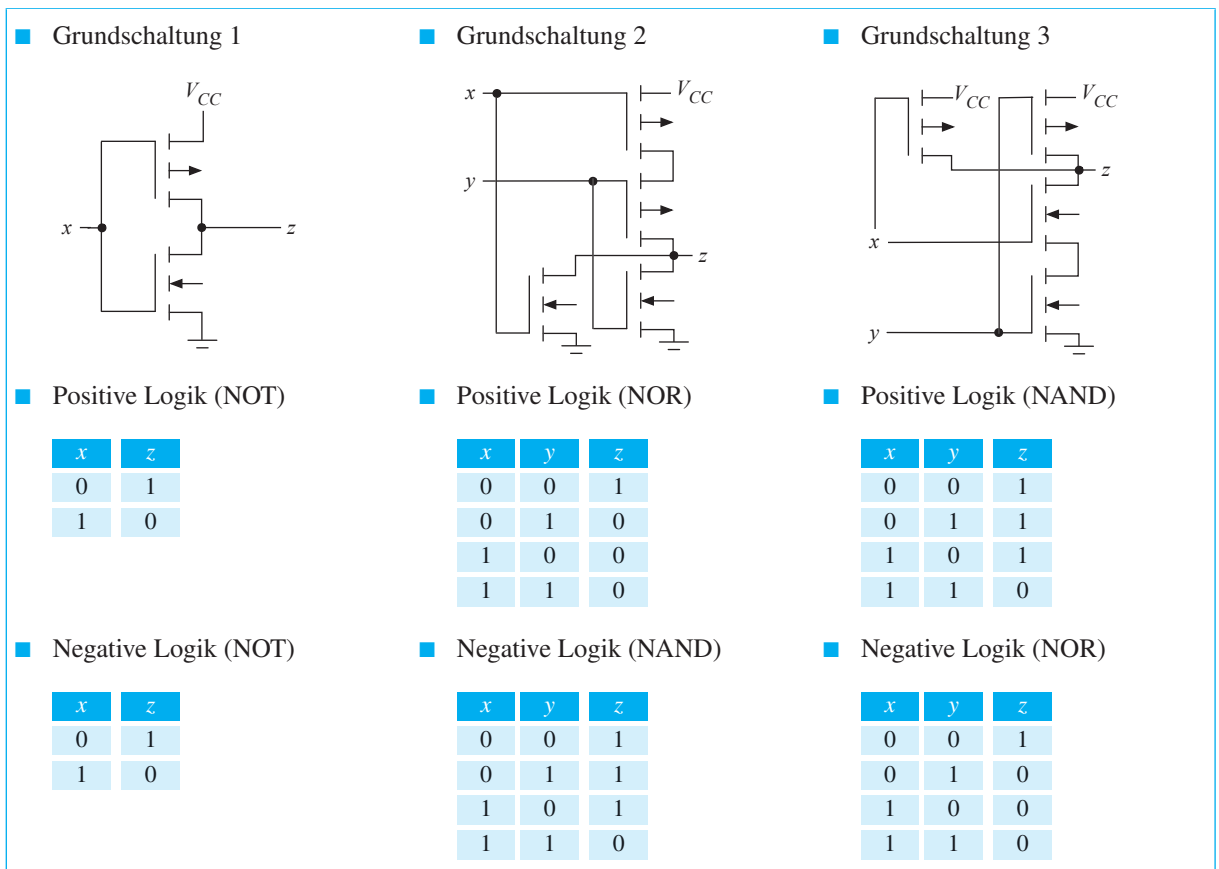 Grundschaltung 1
V_CC
x
z
Grundschaltung 2
x
V_CC
y
z
Grundschaltung 3
V_CC
V_CC
z
x
y
Positive Logik (NOT)
x z
0 1
1 0
Positive Logik (NOR)
x y z
0 0 1
0 1 0
1 0 0
1 1 0
Positive Logik (NAND)
x y z
0 0 1
0 1 1
1 0 1
1 1 0
Negative Logik (NOT)
x z
0 1
1 0
Negative Logik (NAND)
x y z
0 0 1
0 1 1
1 0 1
1 1 0
Negative Logik (NOR)
x y z
0 0 1
0 1 0
1 0 0
1 1 0